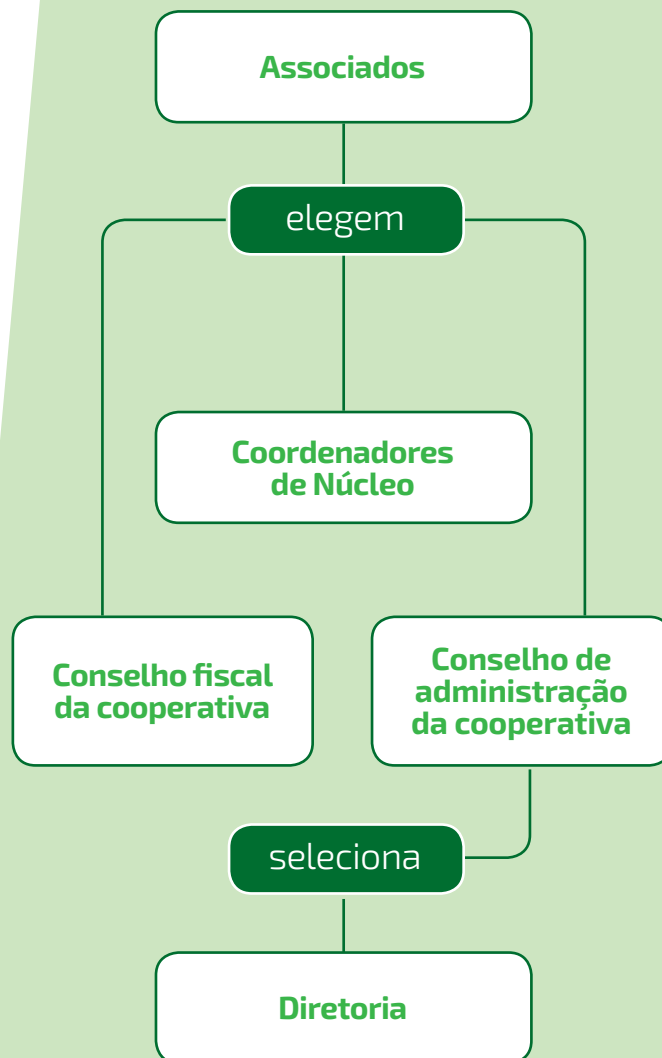 Associados
elegem
Coordenadores
de Núcleo
Conselho fiscal
da cooperativa
Conselho de
administração
da cooperativa
seleciona
Diretoria